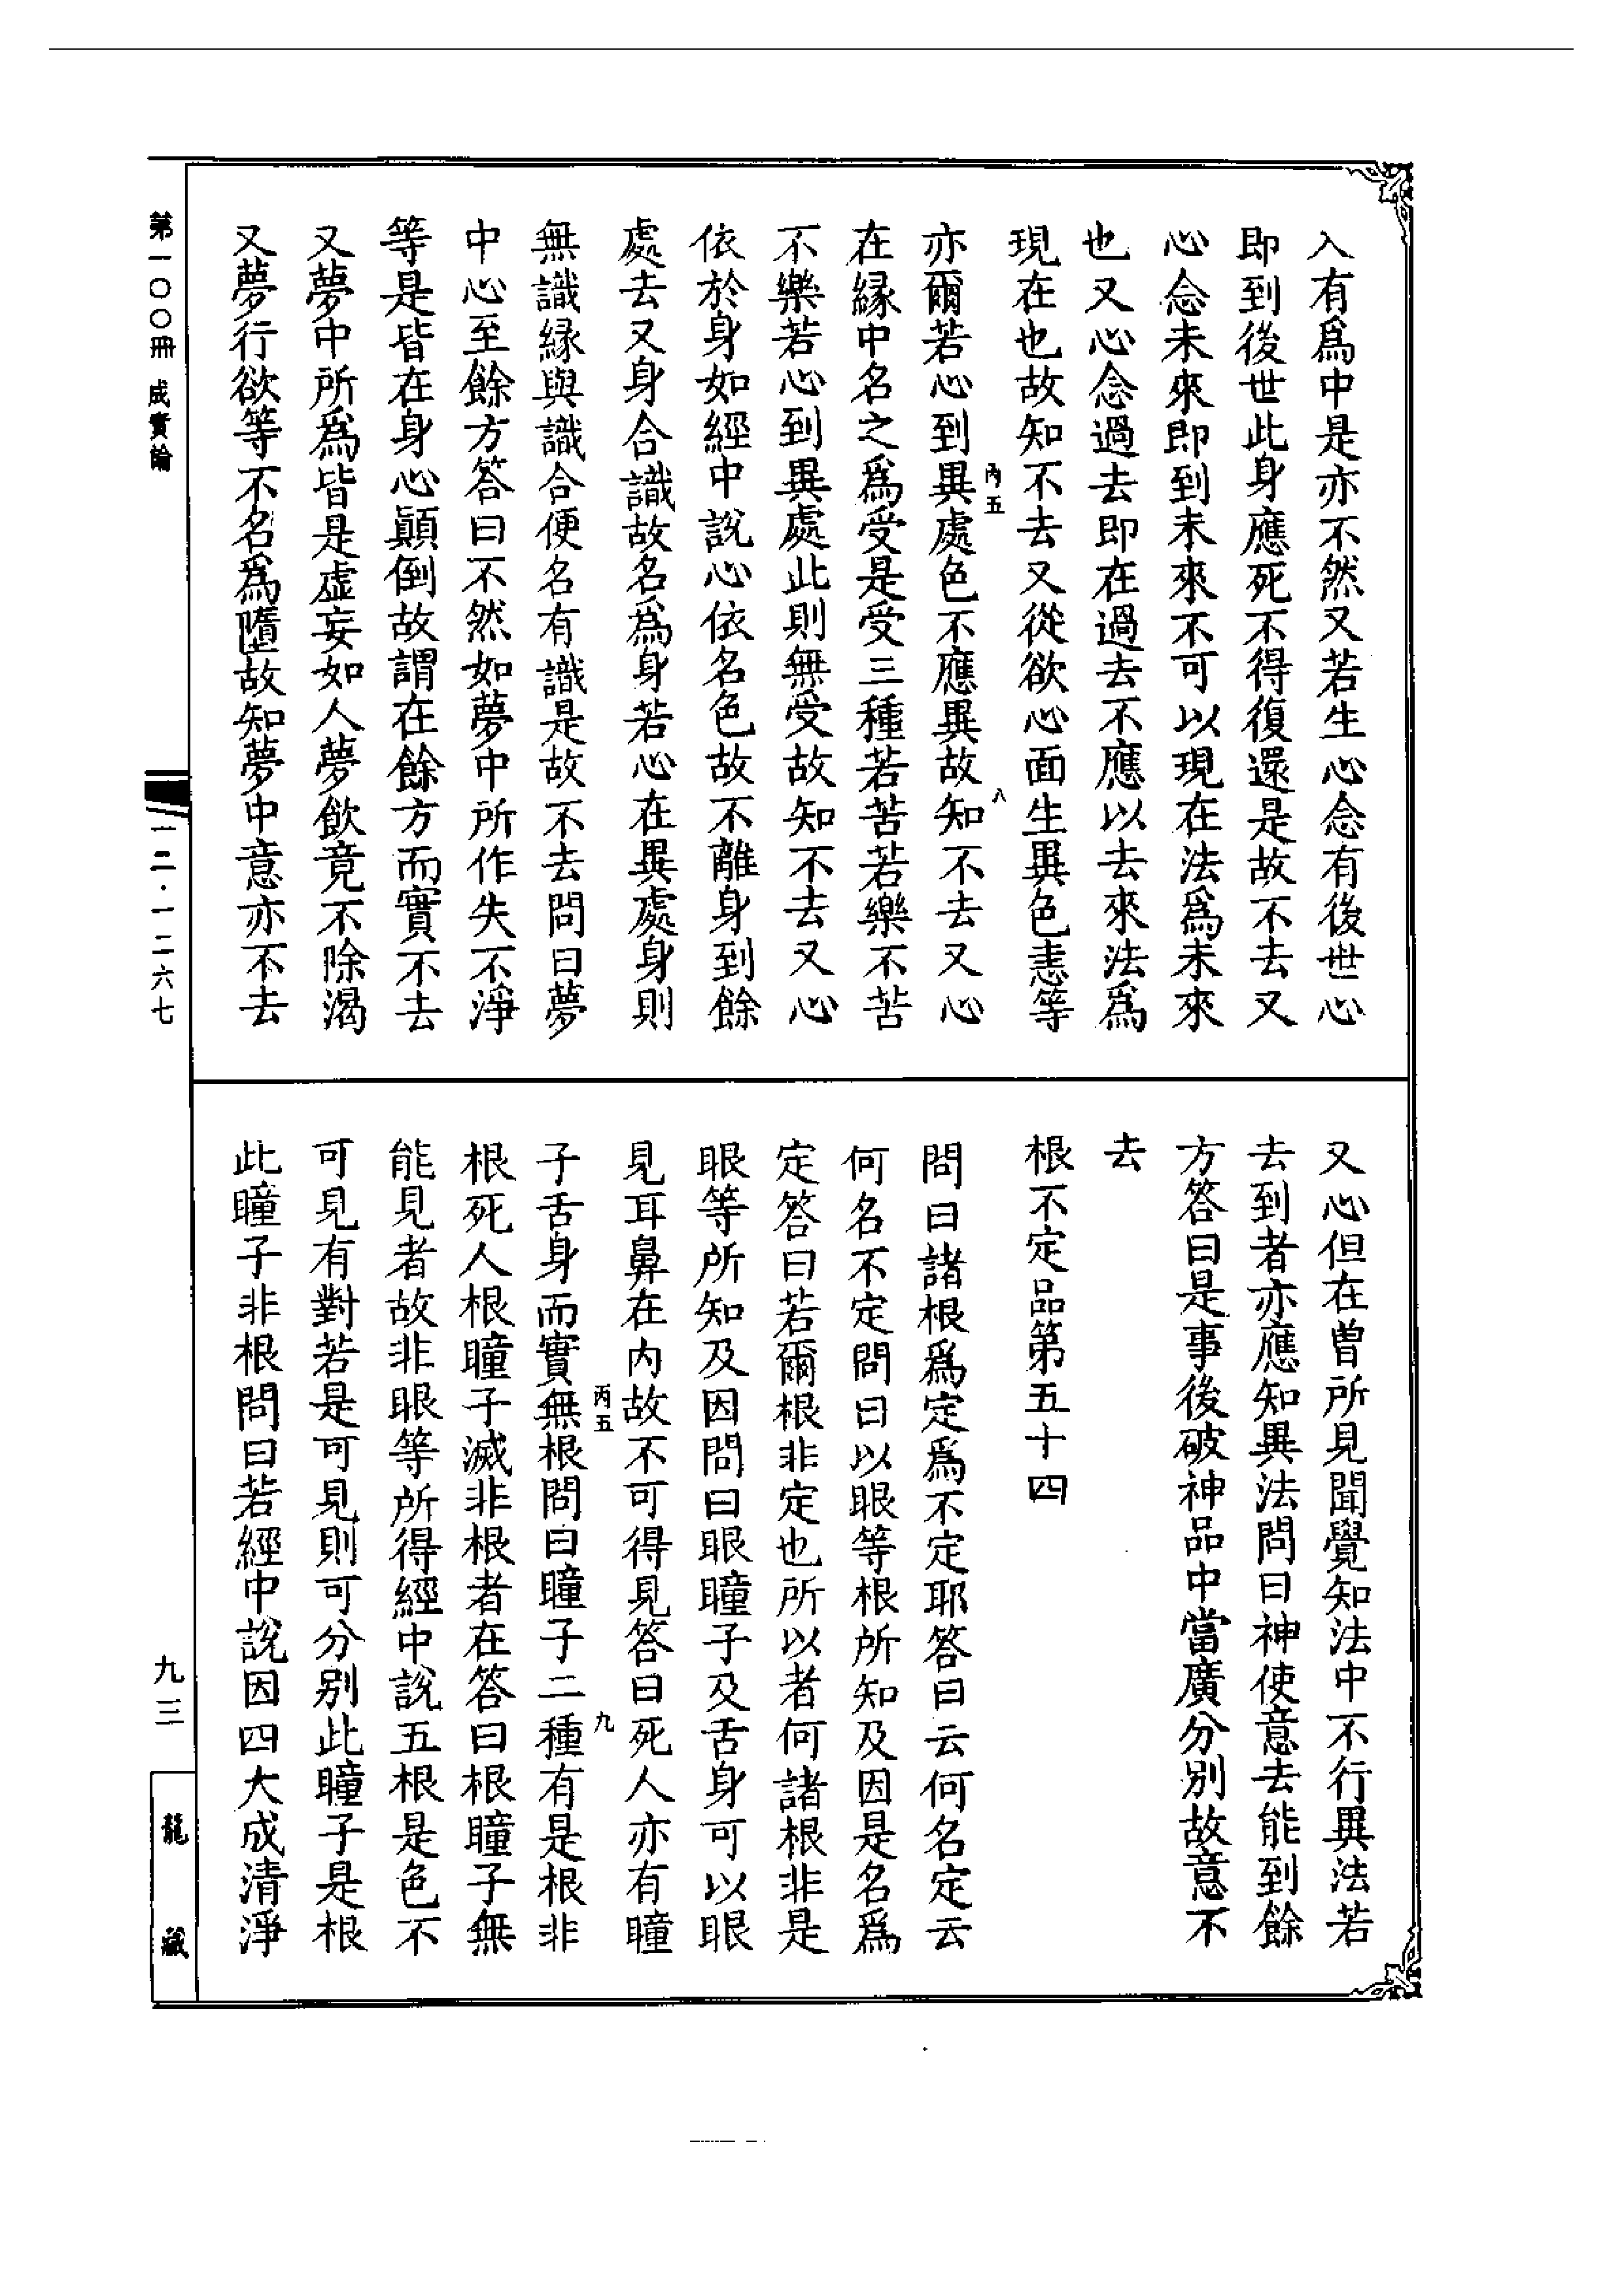 入有爲中是亦不然又若生心念有後世心
即到後世此身應死不得復還是故不去又
心念未來即到未來不可以現在法爲未來
也又心念過去即在過去不應以去來法爲
現在也故知不去又從欲心面生異色恚等
丙五
八
亦爾若心到異處色不應異故知不去又心
在緣中名之爲受是受三種若苦若樂不苦
不樂若心到異處此則無受故知不去又心
依於身如經中說心依名色故不離身到餘
處去又身合識故名爲身若心在異處身則
無識緣與識合便名有識是故不去問曰夢
中心至餘方答曰不然如夢中所作失不淨
等是皆在身心顛倒故謂在餘方而實不去
又夢中所爲皆是虛妄如人夢飲竟不除渴
又夢行欲等不名爲墮故知夢中意亦不去
又心但在曾所見聞覺知法中不行異法若
去到者亦應知異法問曰神使意去能到餘
方答曰是事後破神品中當廣分別故意不
去
根不定品第五十四
問曰諸根爲定爲不定耶答曰云何名定云
何名不定問曰以眼等根所知及因是名爲
定答曰若爾根非定也所以者何諸根非是
眼等所知及因問曰眼瞳子及舌身可以眼
見耳鼻在內故不可得見答曰死人亦有瞳
丙五
九
子舌身而實無根問曰瞳子二種有是根非
根死人根瞳子滅非根者在答曰根瞳子無
能見者故非眼等所得經中說五根是色不
可見有對若是可見則可分別此瞳子是根
此瞳子非根問曰若經中說因四大成清淨
第一〇〇冊 成實論
一二·一二六七
九三
龍藏